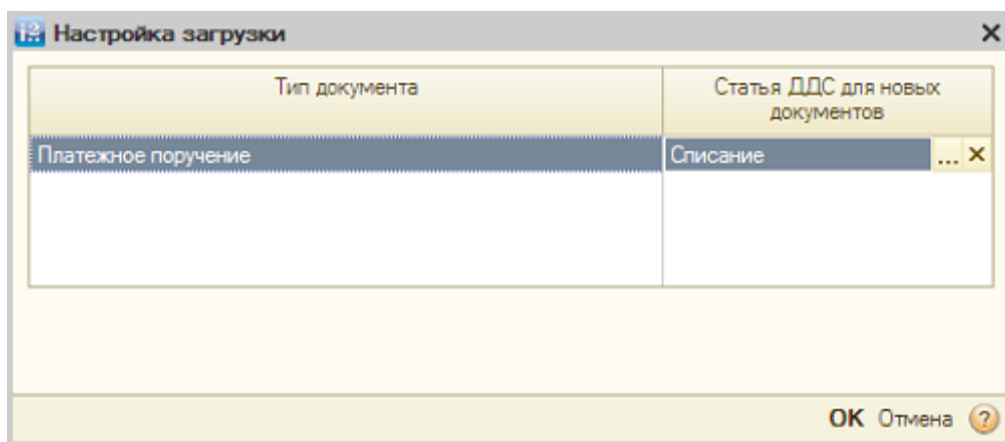 Настройка загрузки
Тип документа
Статья ДДС для новых
документов
Платежное поручение
Списание
...
OK Отмена ?